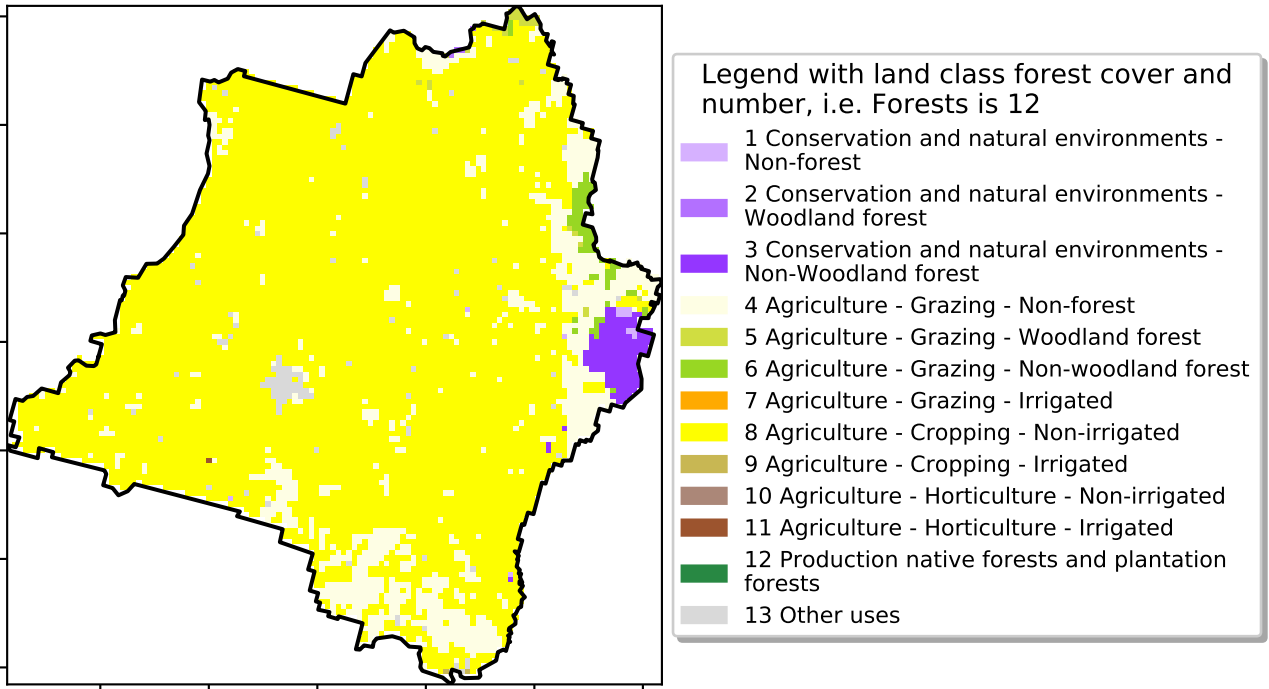 Legend with land class forest cover and
number, i.e. Forests is 12
1 Conservation and natural environments -
Non-forest
2 Conservation and natural environments -
Woodland forest
3 Conservation and natural environments -
Non-Woodland forest
4 Agriculture - Grazing - Non-forest
5 Agriculture - Grazing - Woodland forest
6 Agriculture - Grazing - Non-woodland forest
7 Agriculture - Grazing - Irrigated
8 Agriculture - Cropping - Non-irrigated
9 Agriculture - Cropping - Irrigated
10 Agriculture - Horticulture - Non-irrigated
11 Agriculture - Horticulture - Irrigated
12 Production native forests and plantation
forests
13 Other uses